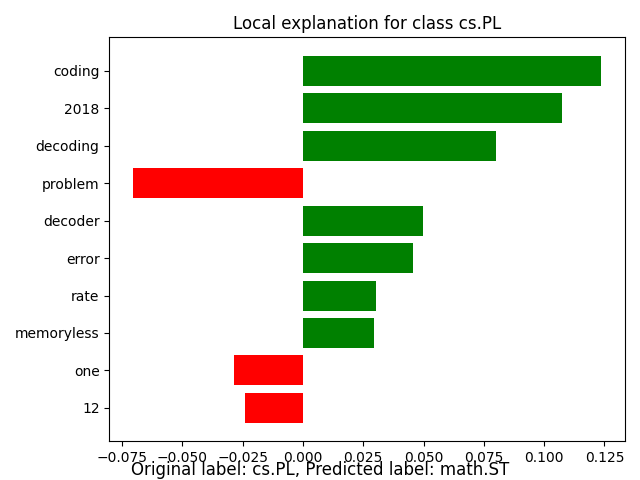 Local explanation for class cs.PL
coding
2018
decoding
problem
decoder
error
rate
memoryless
one
12
−0.075 −0.050 −0.025 0.000 0.025 0.050 0.075 0.100 0.125
Original label: cs.PL, Predicted label: math.ST